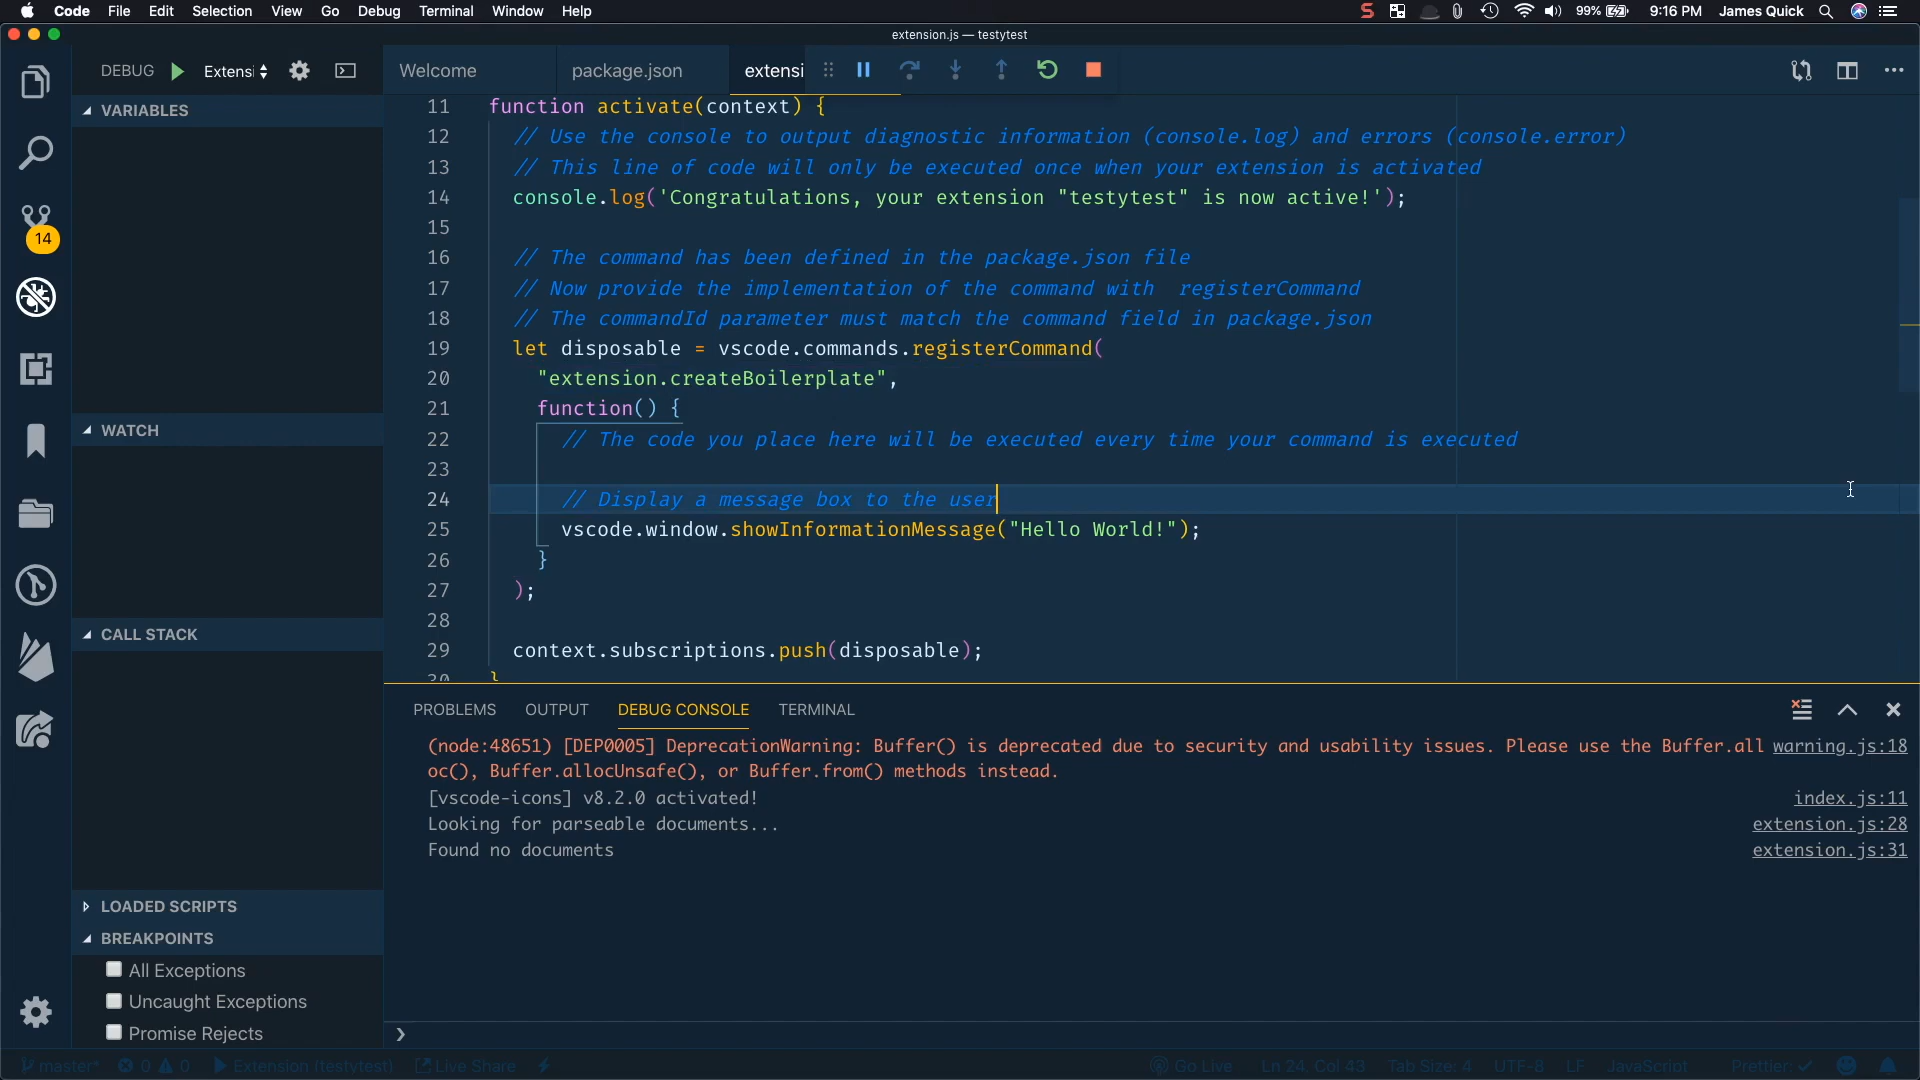 Code File Edit Selection View Go Debug Terminal Window Help
99% 9:16 PM James Quick
extension.js — testytest
DEBUG Extensi
Welcome package.json extensi
VARIABLES
WATCH
CALL STACK
LOADED SCRIPTS
BREAKPOINTS
All Exceptions
Uncaught Exceptions
Promise Rejects
14
11 function activate(context) {
12 // Use the console to output diagnostic information (console.log) and errors (console.error)
13 // This line of code will only be executed once when your extension is activated
14 console.log('Congratulations, your extension "testytest" is now active!');
15
16 // The command has been defined in the package.json file
17 // Now provide the implementation of the command with  registerCommand
18 // The commandId parameter must match the command field in package.json
19 let disposable = vscode.commands.registerCommand(
20 "extension.createBoilerplate",
21 function() {
22 // The code you place here will be executed every time your command is executed
23
24 // Display a message box to the user
25 vscode.window.showInformationMessage("Hello World!");
26 }
27 );
28
29 context.subscriptions.push(disposable);
30 }
PROBLEMS OUTPUT DEBUG CONSOLE TERMINAL
(node:48651) [DEP0005] DeprecationWarning: Buffer() is deprecated due to security and usability issues. Please use the Buffer.all warning.js:18
oc(), Buffer.allocUnsafe(), or Buffer.from() methods instead.
[vscode-icons] v8.2.0 activated! index.js:11
Looking for parseable documents... extension.js:28
Found no documents extension.js:31
master* 0 0 Extension (testytest) Live Share Go Live Ln 24, Col 43 Tab Size: 4 UTF-8 LF JavaScript Prettier: ✓